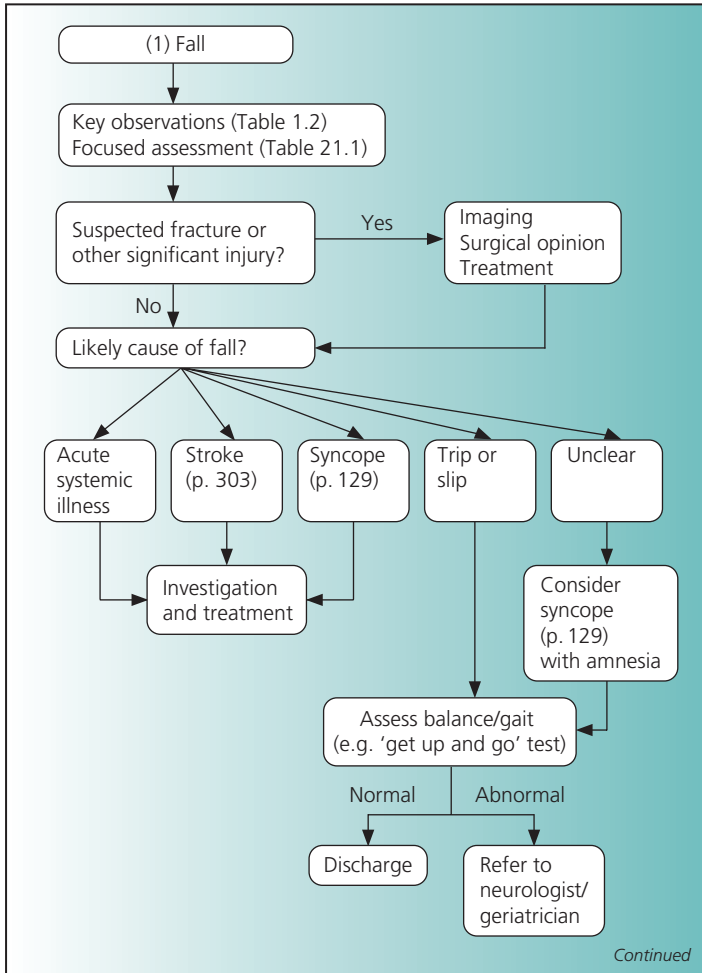 (1) Fall
Key observations (Table 1.2)
Focused assessment (Table 21.1)
Suspected fracture or
other significant injury?
Yes
Imaging
Surgical opinion
Treatment
No
Likely cause of fall?
Acute
systemic
illness
Stroke
(p. 303)
Syncope
(p. 129)
Trip or
slip
Unclear
Investigation
and treatment
Consider
syncope
(p. 129)
with amnesia
Assess balance/gait
(e.g. ‘get up and go’ test)
Normal
Abnormal
Discharge
Refer to
neurologist/
geriatrician
Continued